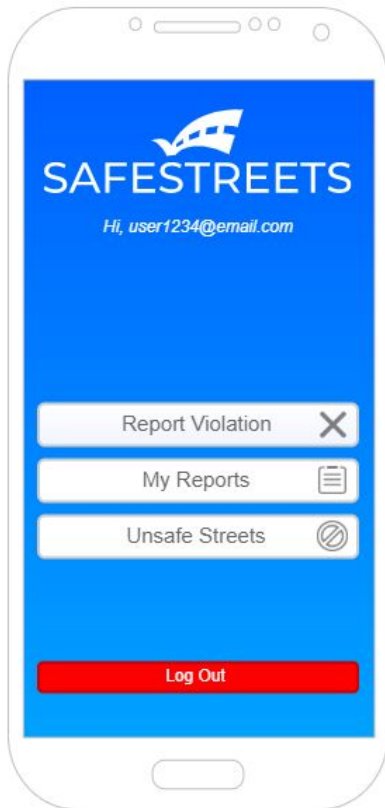 SAFESTREETS
Hi, user1234@email.com
Report Violation
My Reports
Unsafe Streets
Log Out